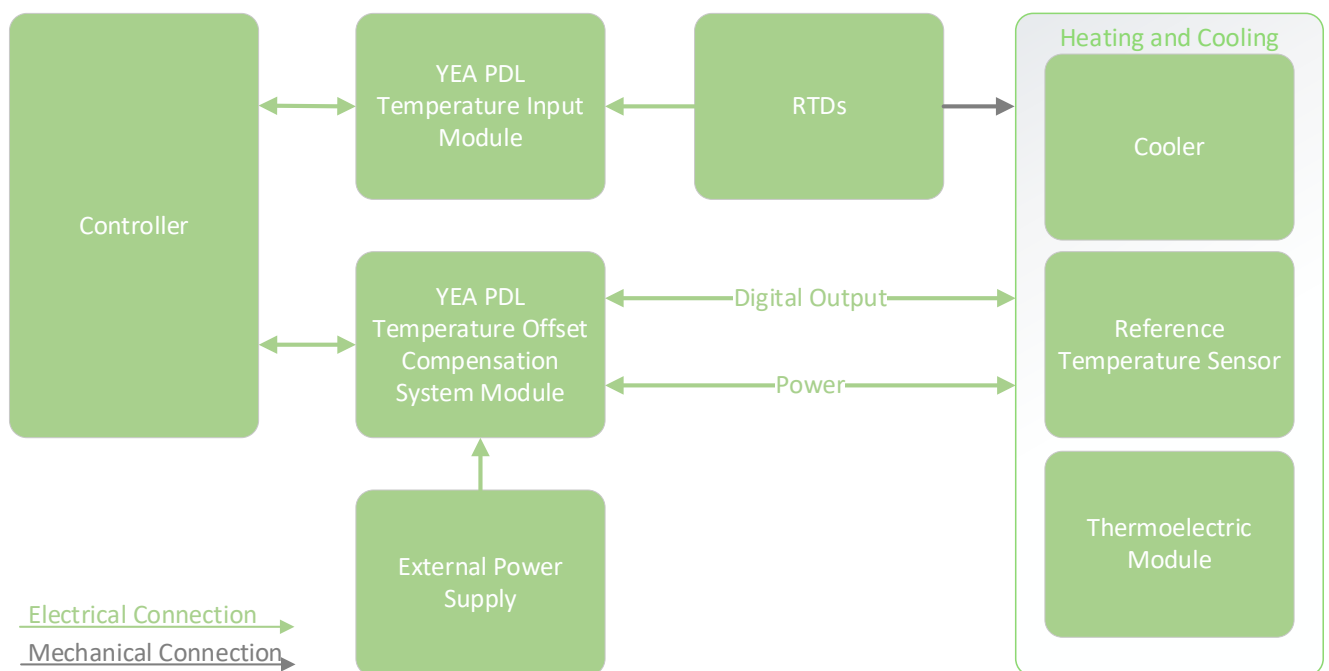 Controller
YEA PDL
Temperature Input
Module
RTDs
Heating and Cooling
Cooler
YEA PDL
Temperature Offset
Compensation
System Module
Digital Output
Power
Reference
Temperature Sensor
Thermoelectric
Module
External Power
Supply
Electrical Connection
Mechanical Connection